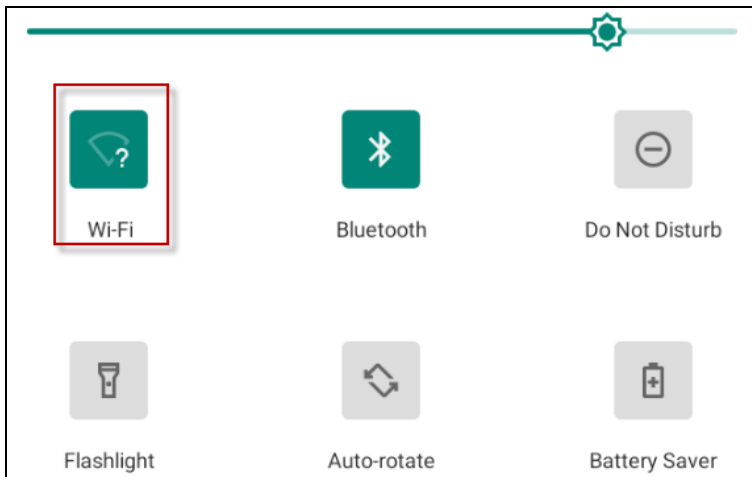 ?
Wi-Fi
Bluetooth
Do Not Disturb
Flashlight
Auto-rotate
Battery Saver